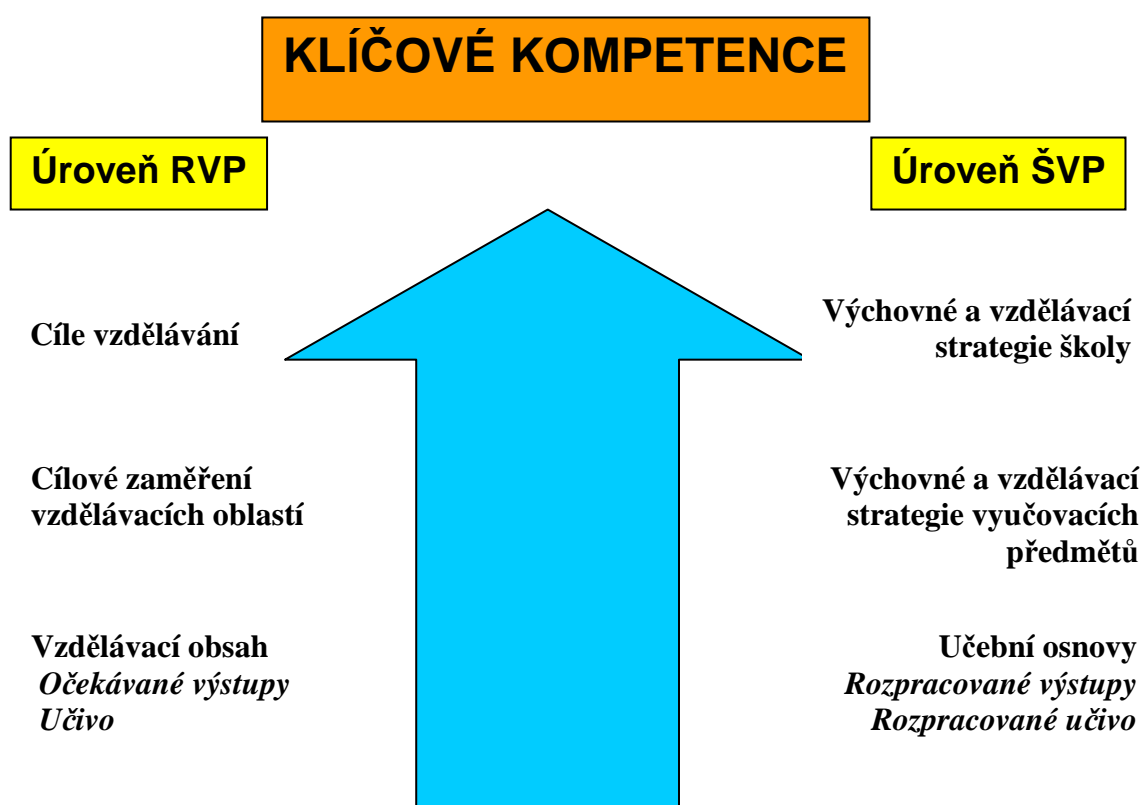 KLÍČOVÉ KOMPETENCE
Úroveň RVP
Úroveň ŠVP
Cíle vzdělávání
Výchovné a vzdělávací
strategie školy
Cílové zaměření
vzdělávacích oblastí
Výchovné a vzdělávací
strategie vyučovacích
předmětů
Vzdělávací obsah
Očekávané výstupy
Učivo
Učební osnovy
Rozpracované výstupy
Rozpracované učivo